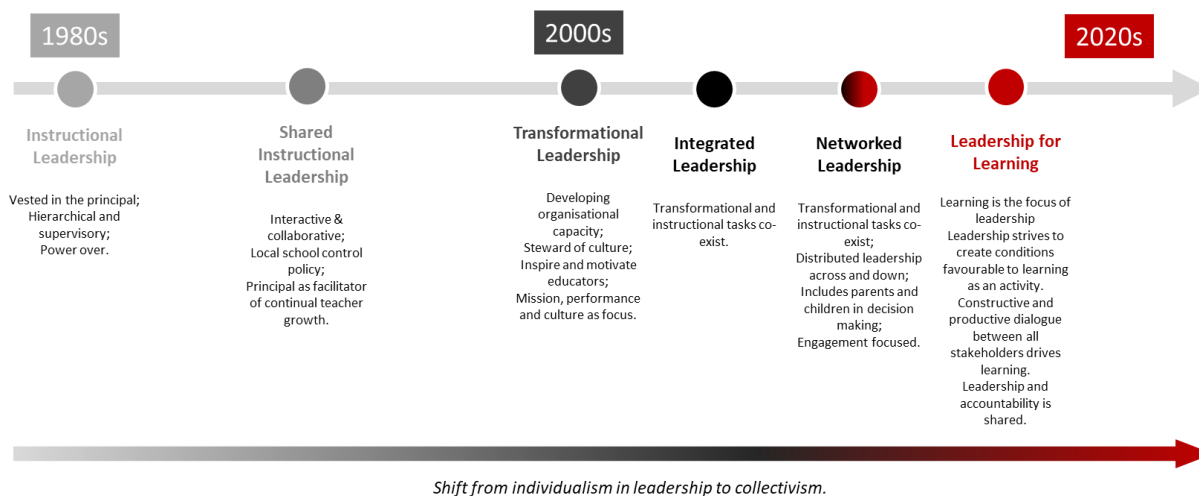 1980s
2000s
2020s
Instructional
Leadership
Vested in the principal;
Hierarchical and
supervisory;
Power over.
Shared
Instructional
Leadership
Interactive &
collaborative;
Local school control
policy;
Principal as facilitator
of continual teacher
growth.
Transformational
Leadership
Developing
organisational
capacity;
Steward of culture;
Inspire and motivate
educators;
Mission, performance
and culture as focus.
Integrated
Leadership
Transformational and
instructional tasks co-
exist.
Networked
Leadership
Transformational and
instructional tasks co-
exist;
Distributed leadership
across and down;
Includes parents and
children in decision
making;
Engagement focused.
Leadership for
Learning
Learning is the focus of
leadership
Leadership strives to
create conditions
favourable to learning
as an activity.
Constructive and
productive dialogue
between all
stakeholders drives
learning.
Leadership and
accountability is
shared.
Shift from individualism in leadership to collectivism.